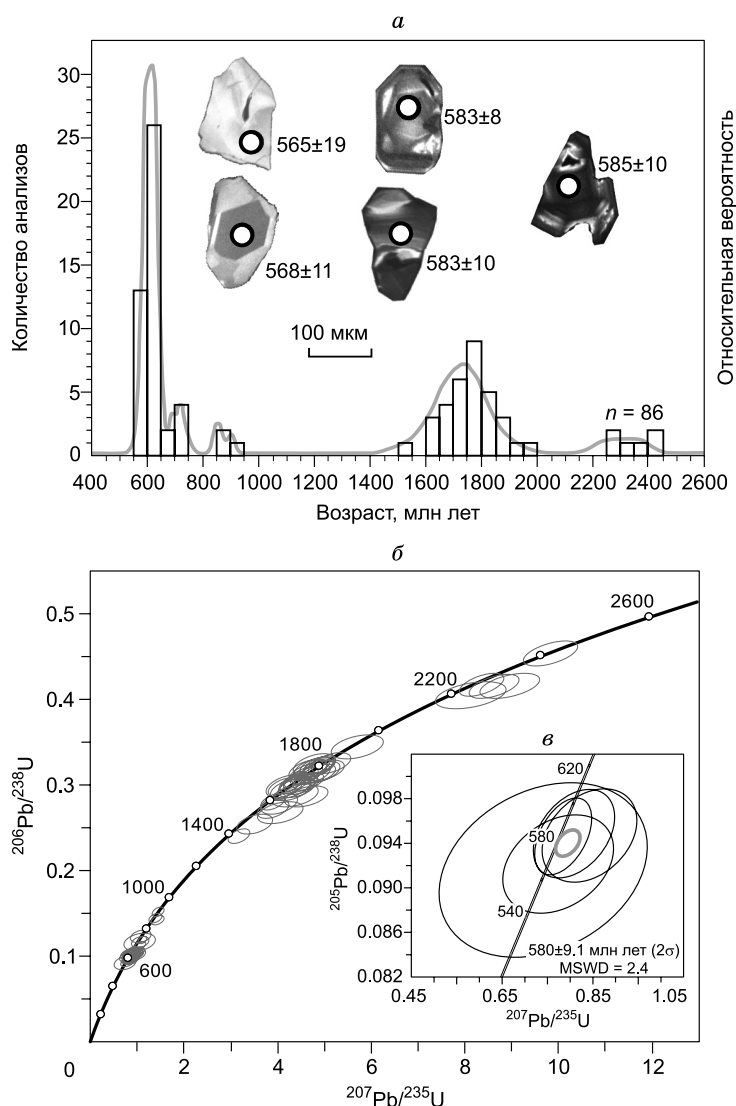 а
30
25
20
15
10
5
0
Количество анализов
Относительная вероятность
565±19
583±8
585±10
568±11
583±10
100 мкм
n = 86
400 600 800 1000 1200 1400 1600 1800 2000 2200 2400 2600
Возраст, млн лет
б
0.5
0.4
0.3
0.2
0.1
0
206Pb/238U
2600
2200
1800
1400
1000
600
в
620
580
540
0.098
0.094
0.090
0.086
0.082
205Pb/238U
580±9.1 млн лет (2σ)
MSWD = 2.4
0.45 0.65 0.85 1.05
207Pb/235U
2 4 6 8 10 12
207Pb/235U